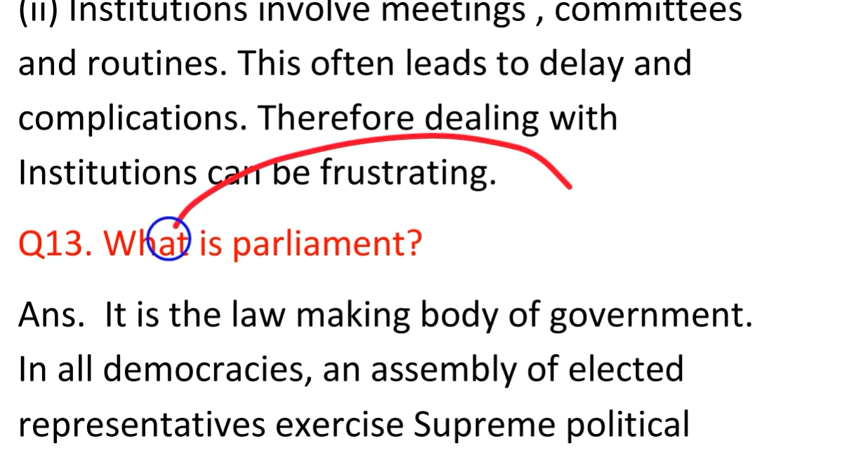 (ii) Institutions involve meetings , committees
and routines. This often leads to delay and
complications. Therefore dealing with
Institutions can be frustrating.
Q13. What is parliament?
Ans.  It is the law making body of government.
In all democracies, an assembly of elected
representatives exercise Supreme political